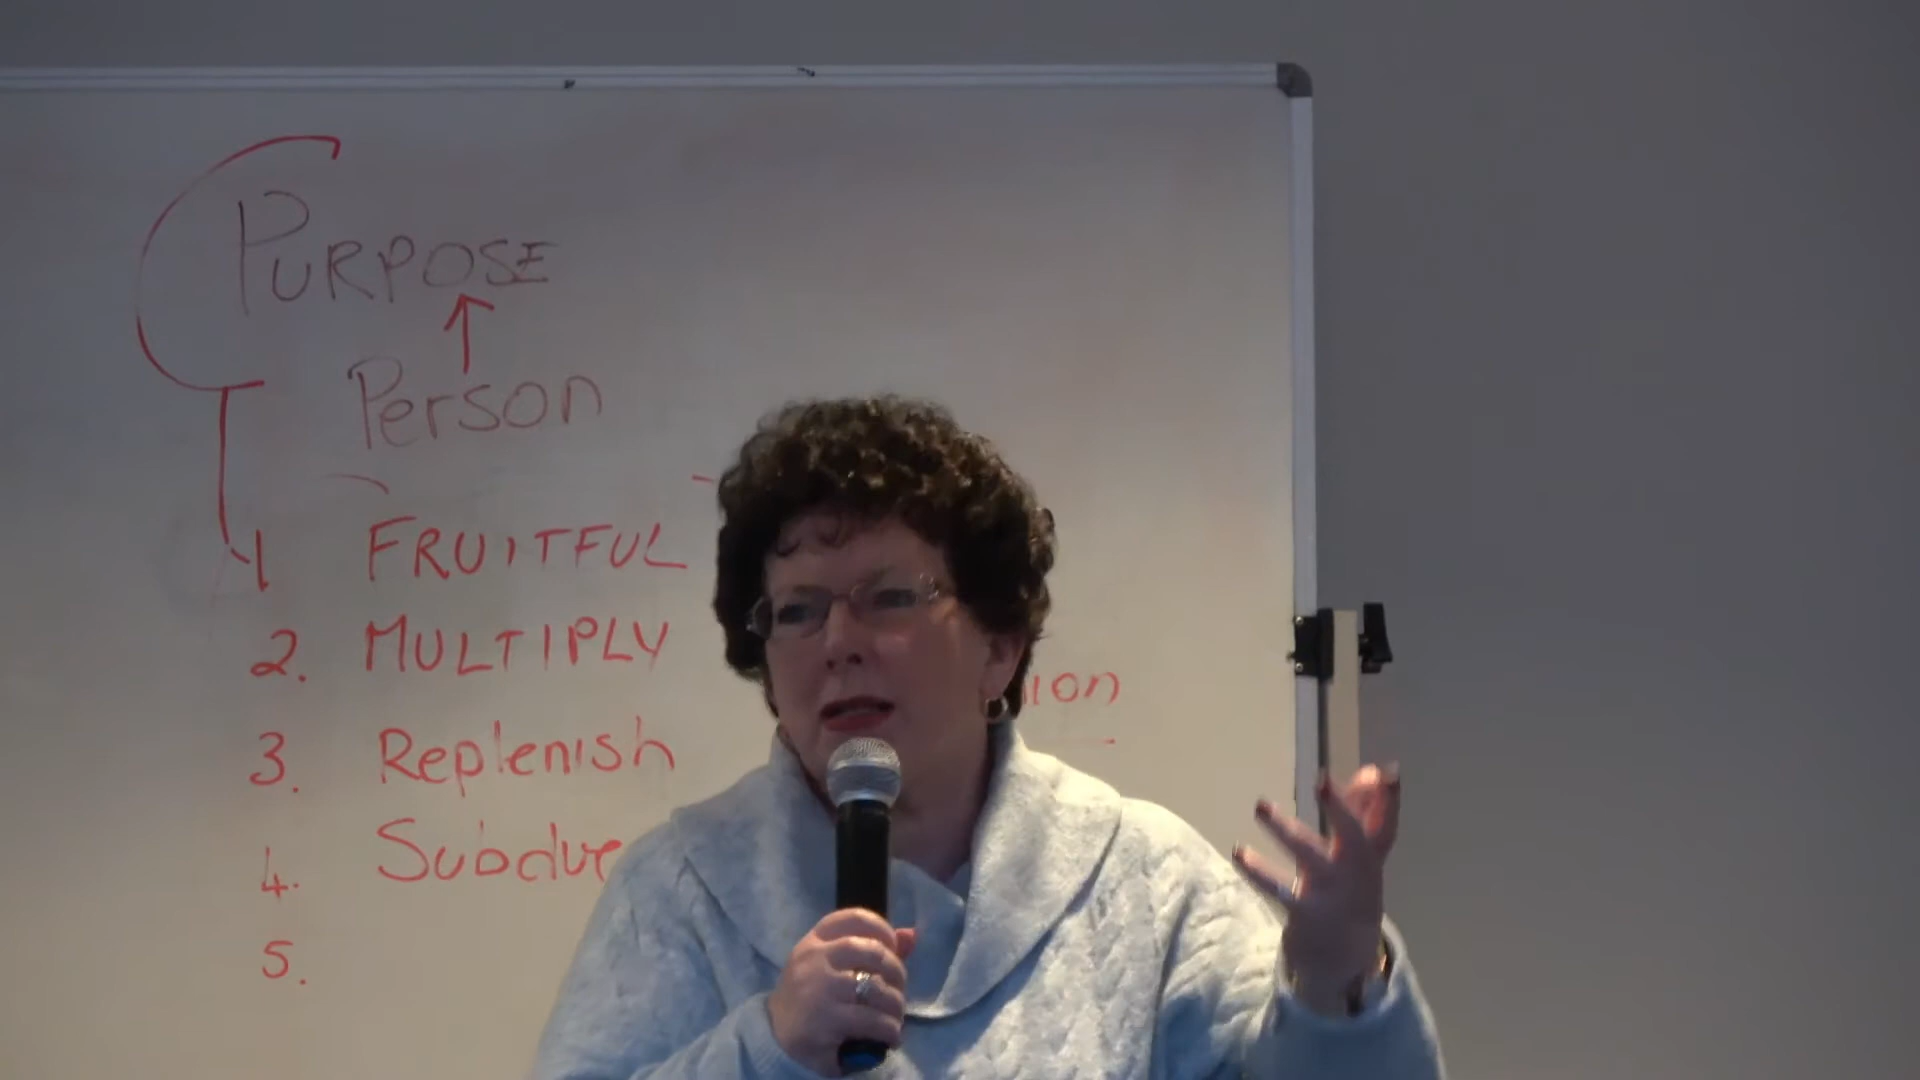 PURPOSE
Person
1 FRUITFUL
2. MULTIPLY
3. Replenish
4. Subdue
5.